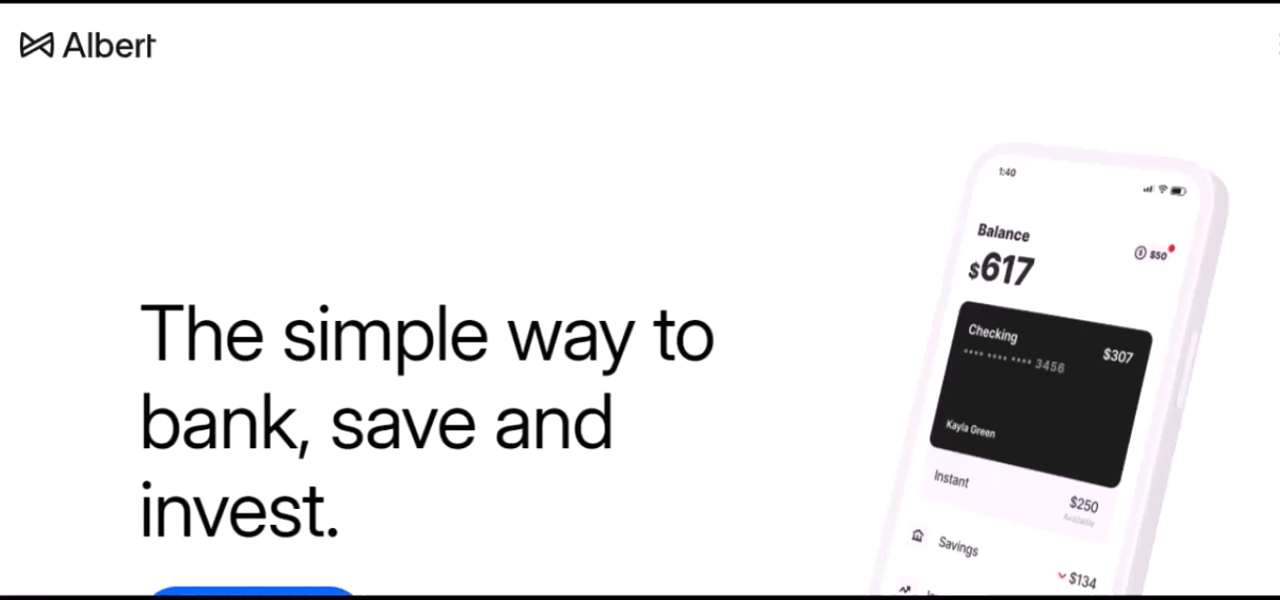 Albert
The simple way to
bank, save and
invest.
1:40
Balance
$50
$617
Checking
$307
•••• •••• •••• 3456
Kayla Green
Instant
$250
Available
Savings
$134